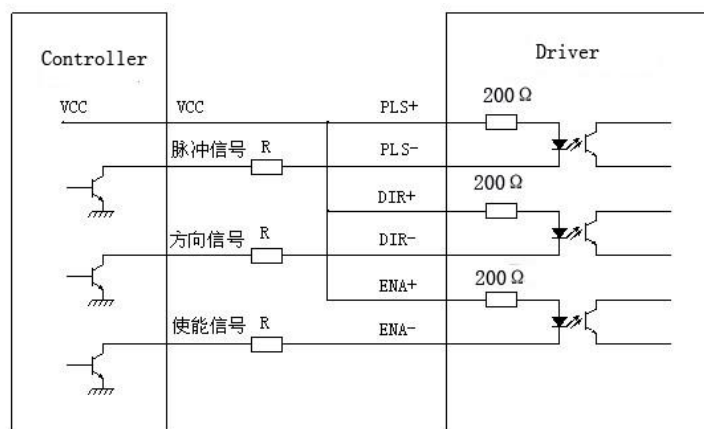 Controller
Driver
VCC
VCC
PLS+
200Ω
脉冲信号
R
PLS-
DIR+
200Ω
方向信号
R
DIR-
ENA+
200Ω
使能信号
R
ENA-